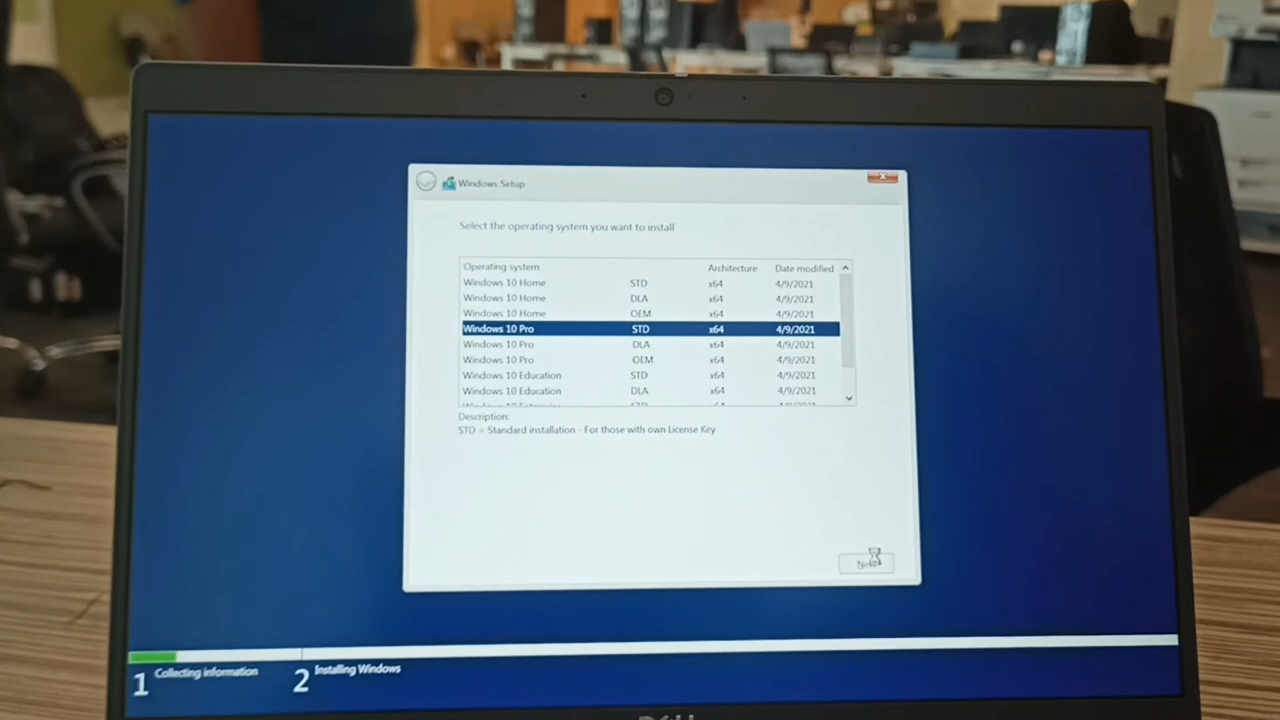 Windows Setup
Select the operating system you want to install
Operating system Architecture Date modified
Windows 10 Home STD x64 4/9/2021
Windows 10 Home DLA x64 4/9/2021
Windows 10 Home OEM x64 4/9/2021
Windows 10 Pro STD x64 4/9/2021
Windows 10 Pro DLA x64 4/9/2021
Windows 10 Pro OEM x64 4/9/2021
Windows 10 Education STD x64 4/9/2021
Windows 10 Education DLA x64 4/9/2021
Description:
STD = Standard installation - For those with own License Key
1 Collecting information
2 Installing Windows
DELL